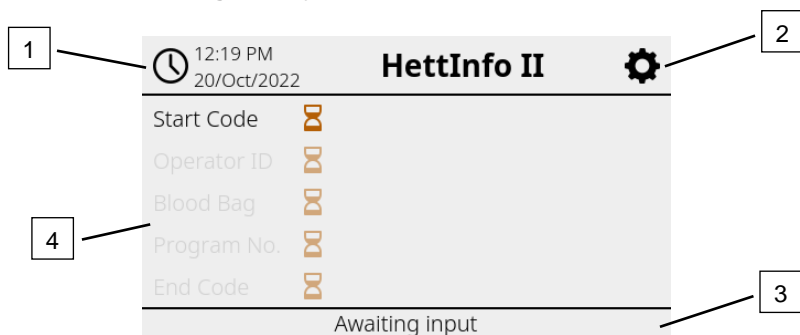 1
2
12:19 PM
20/Oct/2022
HettInfo II
Start Code
Operator ID
Blood Bag
4
Program No.
End Code
3
Awaiting input